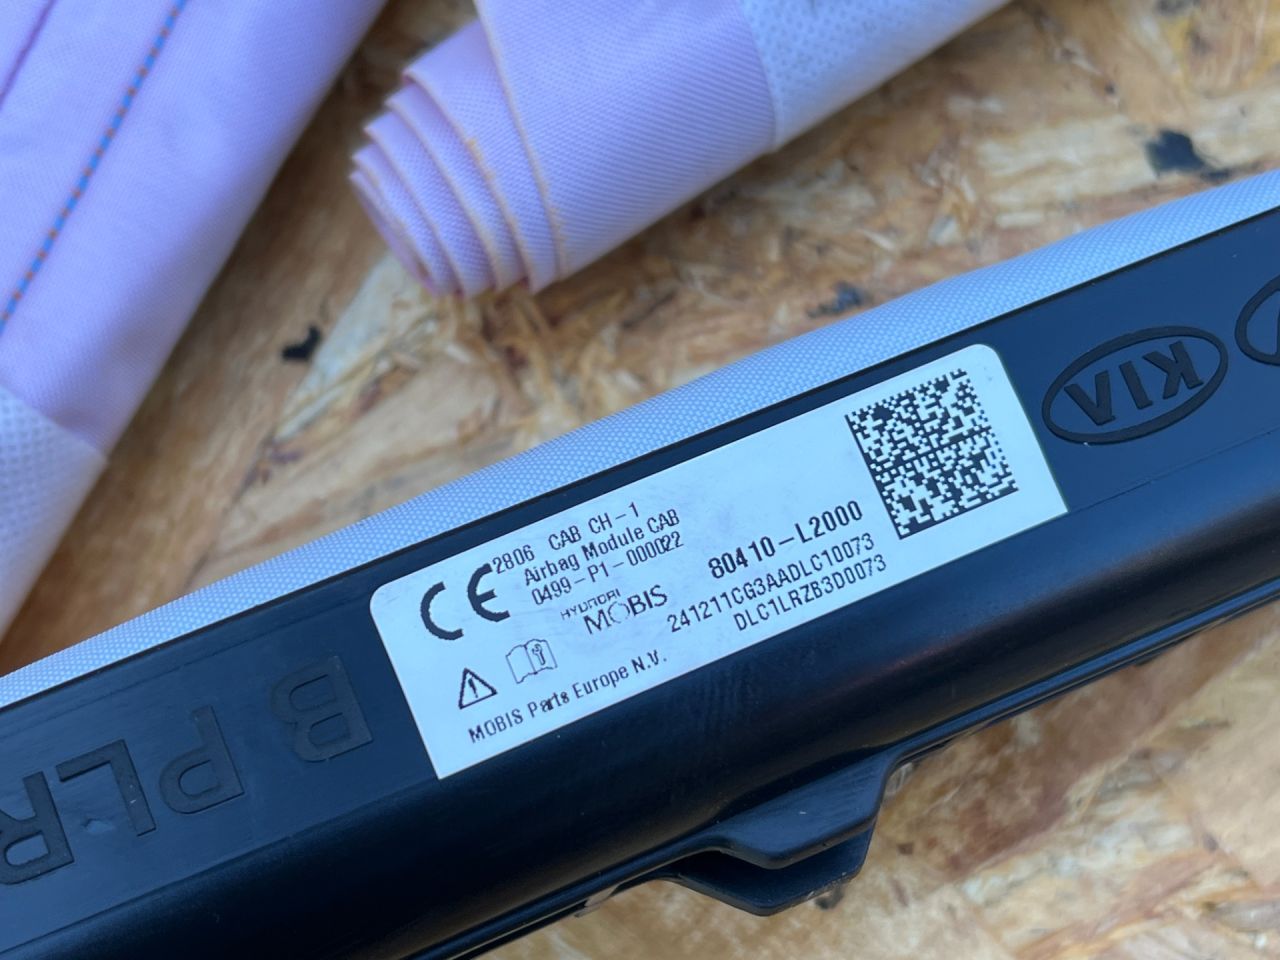 2806 CAB CH-1
Airbag Module CAB
0499-P1-000022
CE
HYUNDAI
MOBIS
80410-L2000
241211CG3AADLC10073
DLC1LRZB3D0073
MOBIS Parts Europe N.V.
KIA
B PLR